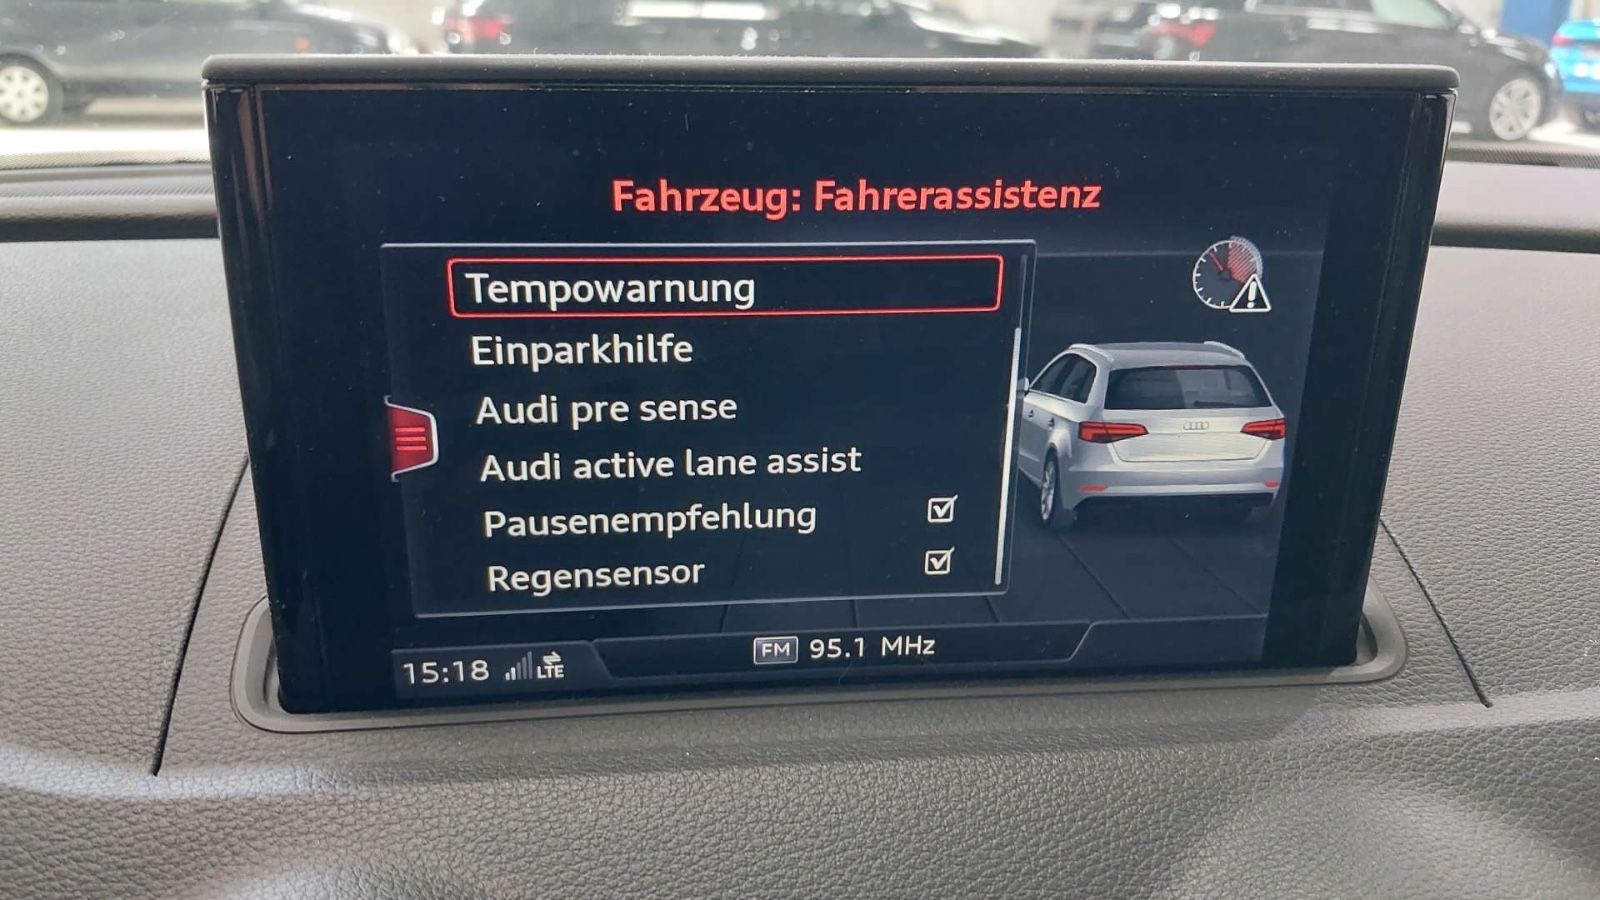 Fahrzeug: Fahrerassistenz
Tempowarnung
Einparkhilfe
Audi pre sense
Audi active lane assist
Pausenempfehlung
Regensensor
15:18 LTE
FM 95.1 MHz